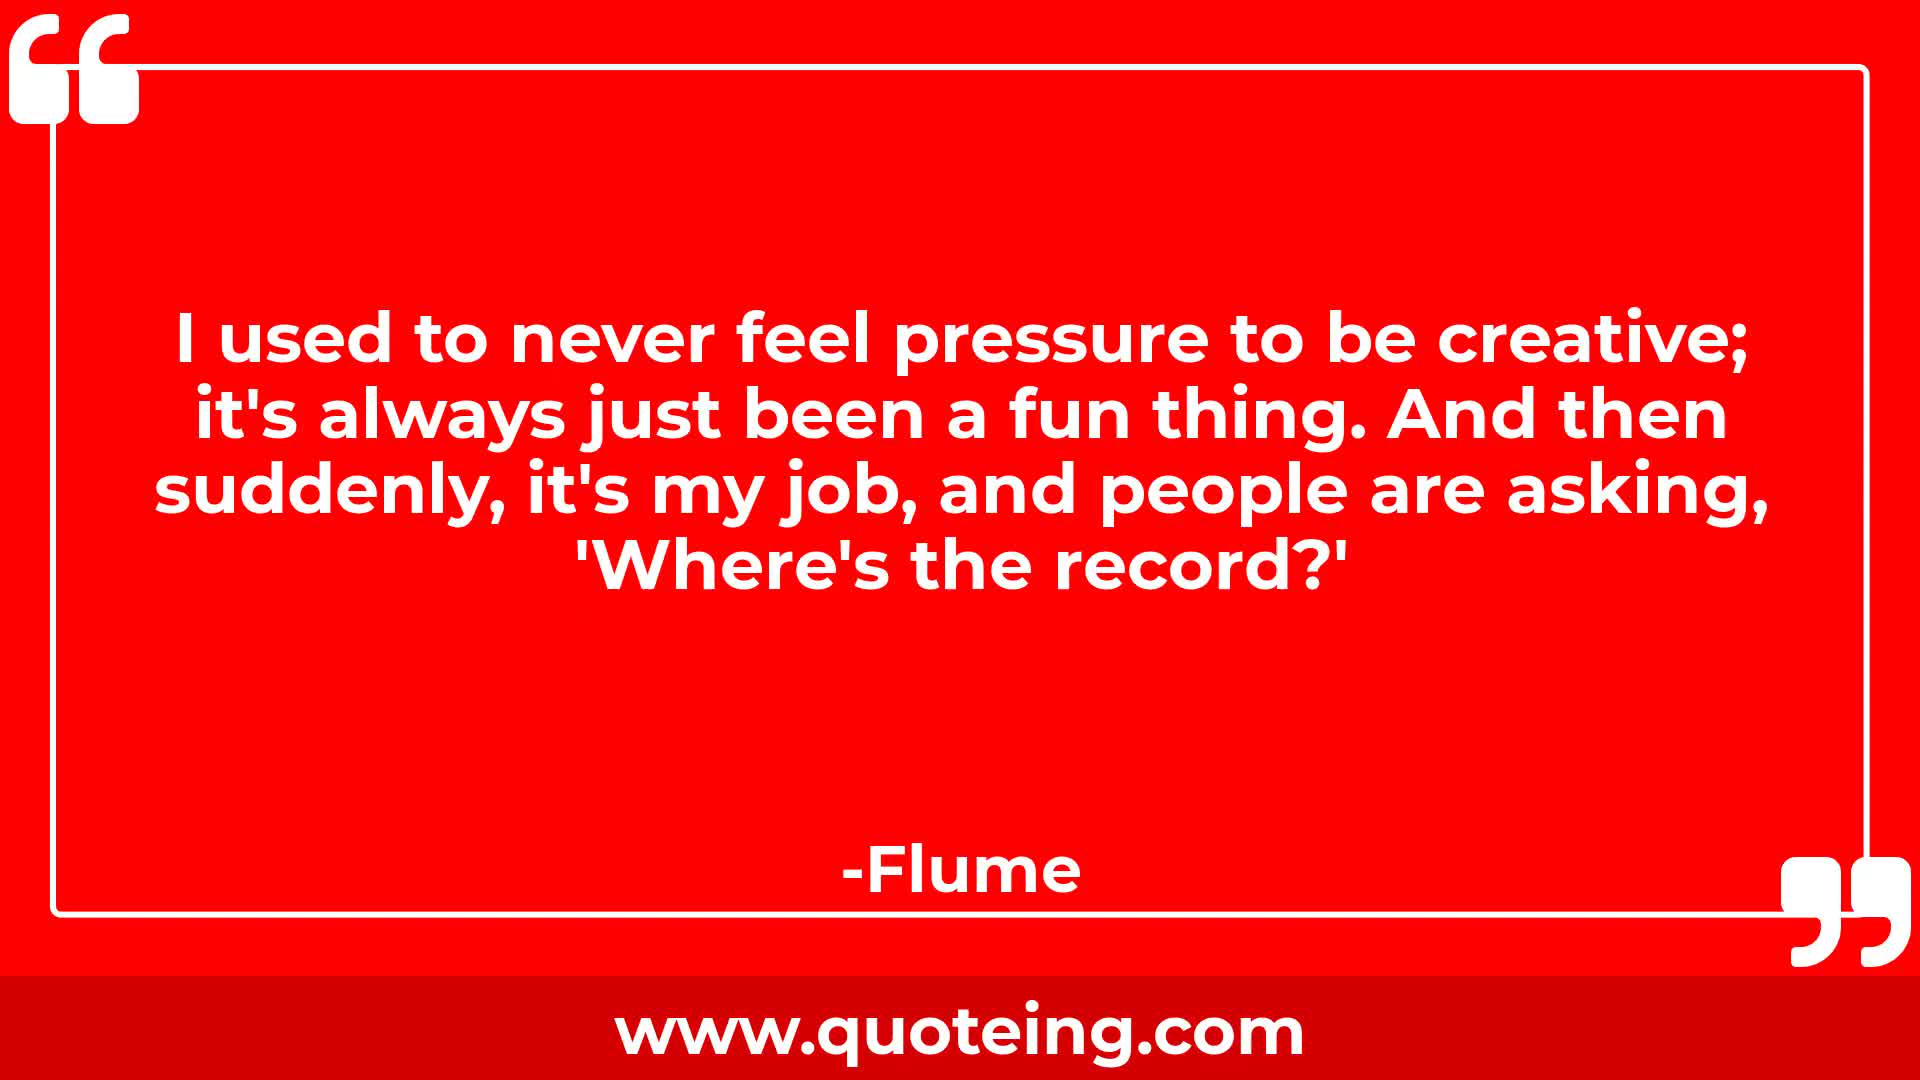 I used to never feel pressure to be creative;
it's always just been a fun thing. And then
suddenly, it's my job, and people are asking,
'Where's the record?'
-Flume
www.quoteing.com